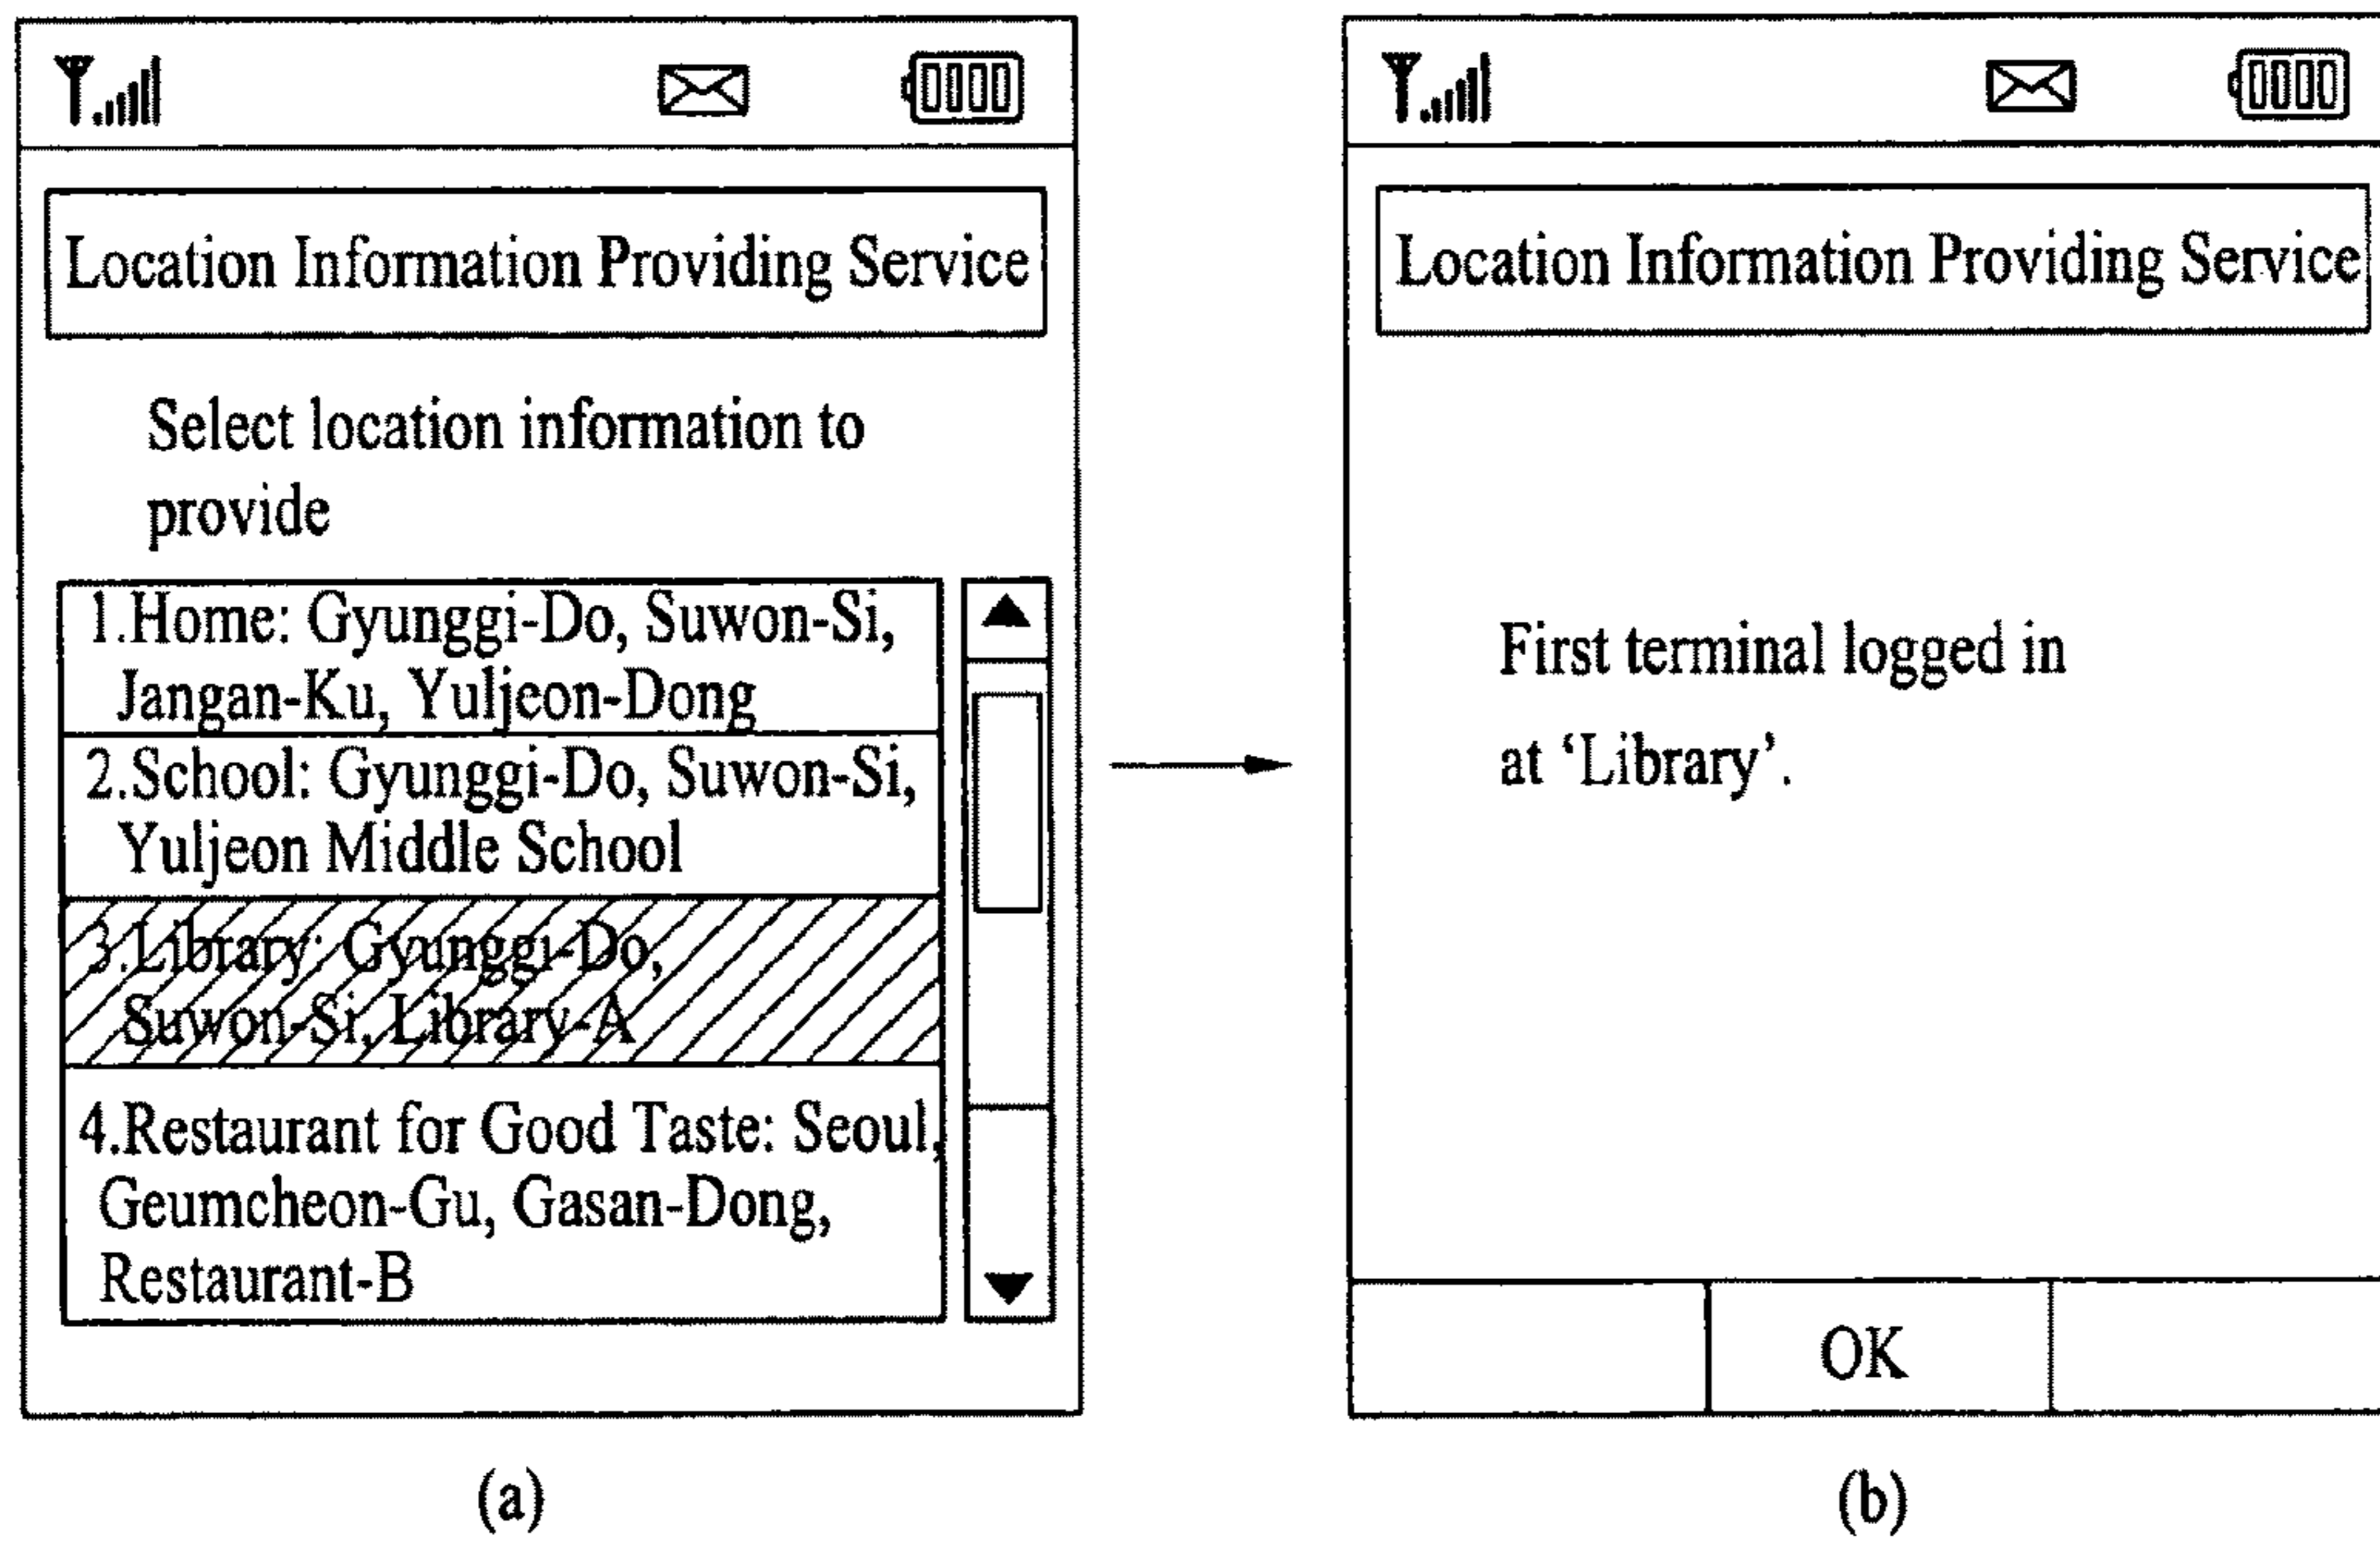 Location Information Providing Service
Select location information to
provide
1.Home: Gyunggi-Do, Suwon-Si,
Jangan-Ku, Yuljeon-Dong
2.School: Gyunggi-Do, Suwon-Si,
Yuljeon Middle School
3.Library: Gyunggi-Do,
Suwon-Si, Library-A
4.Restaurant for Good Taste: Seoul,
Geumcheon-Gu, Gasan-Dong,
Restaurant-B
(a)
Location Information Providing Service
First terminal logged in
at ‘Library’.
OK
(b)